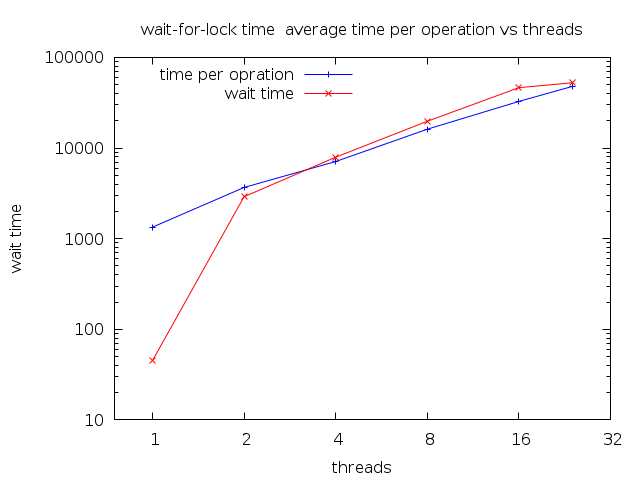 wait-for-lock time  average time per operation vs threads
100000
10000
1000
100
10
wait time
time per opration
wait time
1 2 4 8 16 32
threads